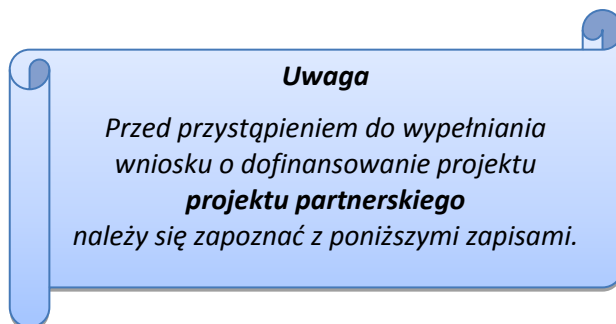 Uwaga
Przed przystąpieniem do wypełniania
wniosku o dofinansowanie projektu
projektu partnerskiego
należy się zapoznać z poniższymi zapisami.